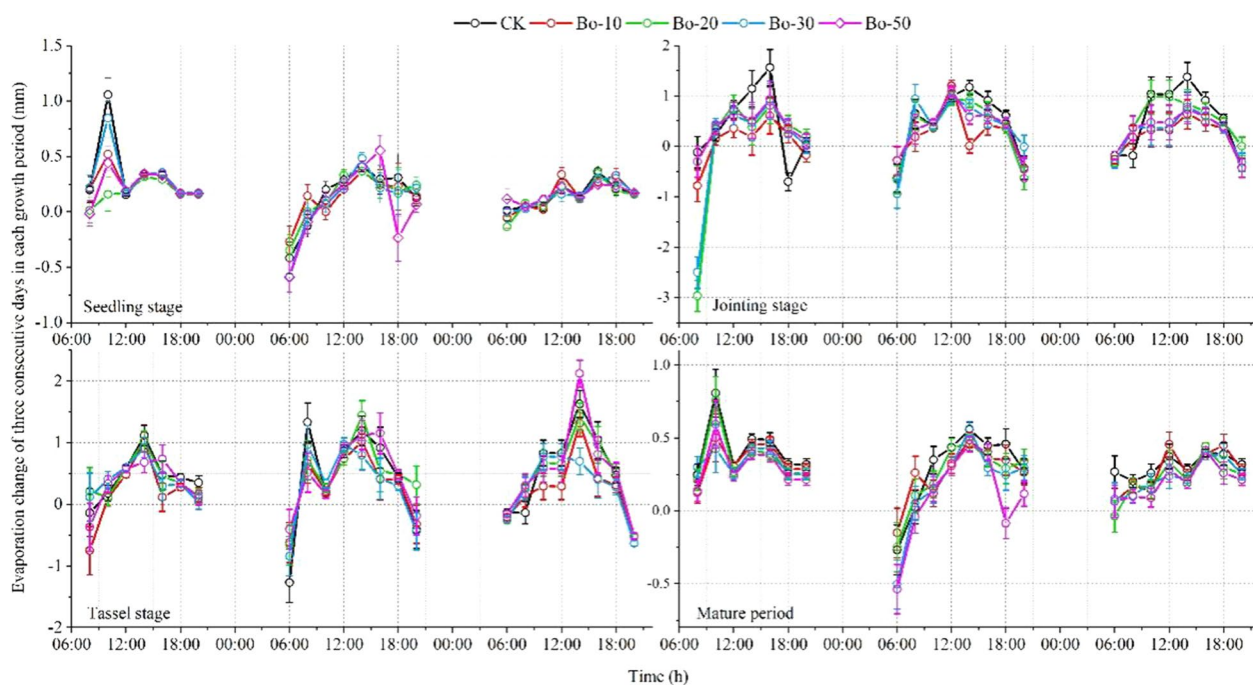 CK Bo-10 Bo-20 Bo-30 Bo-50
Evaporation change of three consecutive days in each growth period (mm)
1.5
1.0
0.5
0.0
-0.5
-1.0
Seedling stage
06:00 12:00 18:00 00:00 06:00 12:00 18:00 00:00 06:00 12:00 18:00
2
1
0
-1
-2
-3
Jointing stage
06:00 12:00 18:00 00:00 06:00 12:00 18:00 00:00 06:00 12:00 18:00
2
1
0
-1
-2
Tassel stage
06:00 12:00 18:00 00:00 06:00 12:00 18:00 00:00 06:00 12:00 18:00
1.0
0.5
0.0
-0.5
Mature period
06:00 12:00 18:00 00:00 06:00 12:00 18:00 00:00 06:00 12:00 18:00
Time (h)